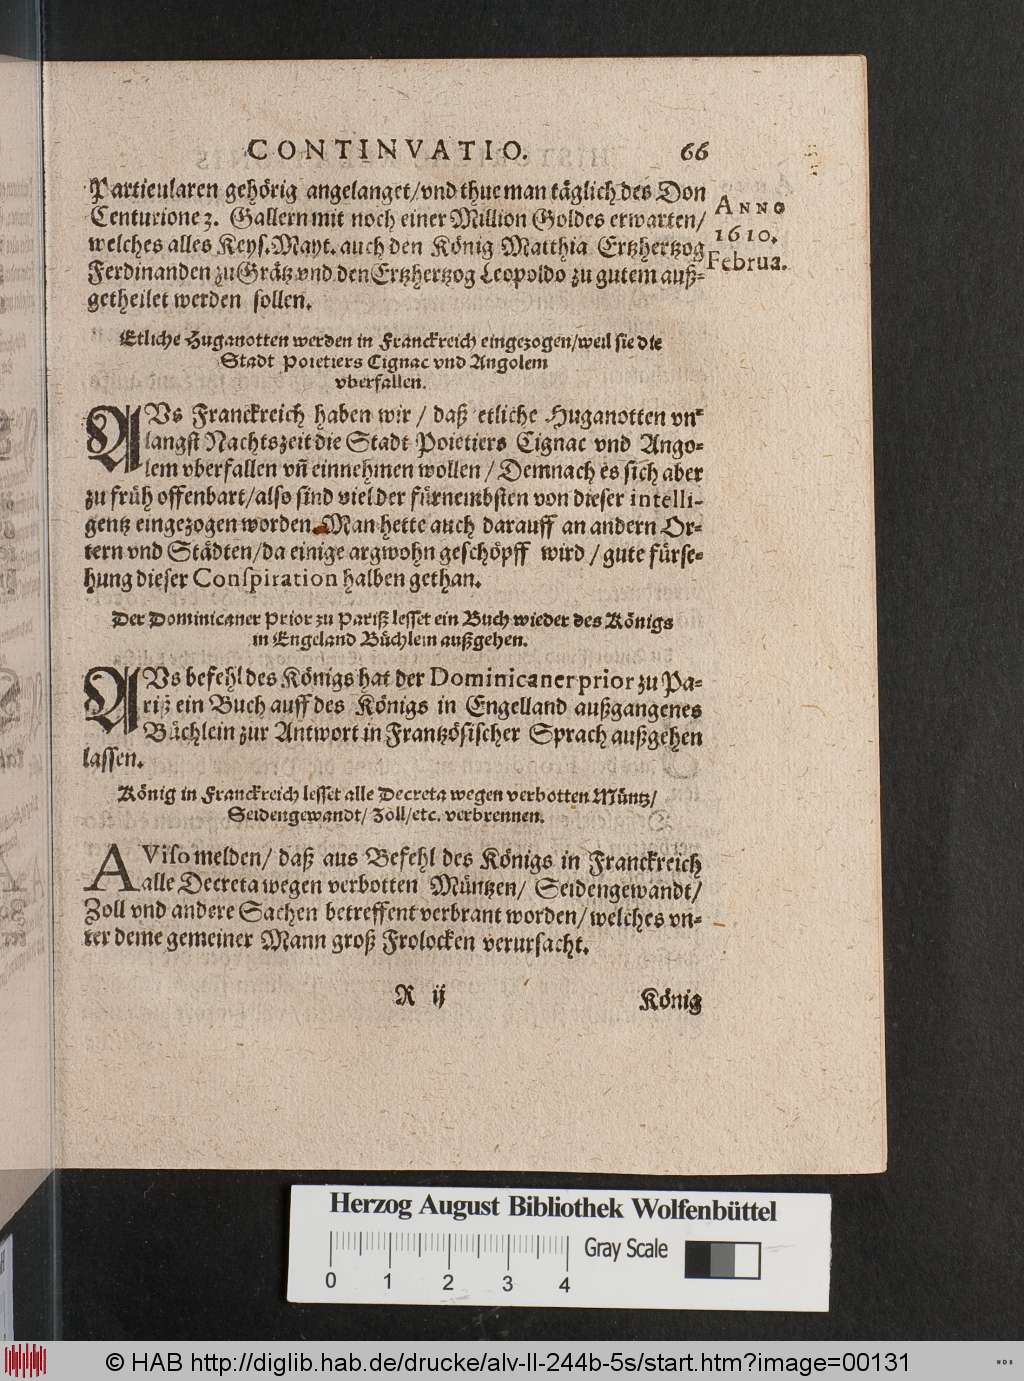 CONTINVATIO. 66
Particularen gehörig angelanget/vnd thue man täglich des Don
Centurione 3. Gallern mit noch einer Million Goldes erwarten/
welches alles Keys. Mayt. auch den König Matthia Ertzhertzog
Ferdinanden zu Grätz vnd den Ertzhertzog Leopoldo zu gutem auß-
getheilet werden sollen.
ANNO
1610.
Februa.
Etliche Huganotten werden in Franckreich eingezogen/weil sie die
Stadt Poietiers Cignac vnd Angolem
vberfallen.
AVs Franckreich haben wir / daß etliche Huganotten vn-
langst Nachtszeit die Stadt Poietiers Cignac vnd Ango-
lem vberfallen vñ einnehmen wollen / Demnach es sich aber
zu früh offenbart/also sind viel der fürnembsten von dieser intelli-
gentz eingezogen worden. Man hette auch darauff an andern Or-
tern vnd Städten/da einige argwohn geschöpff wird / gute fürse-
hung dieser Conſpiration halben gethan.
Der Dominicaner Prior zu Pariß lesset ein Buch wieder des Königs
in Engeland Büchlein außgehen.
AVs befehl des Königs hat der Dominicaner prior zu Pa-
riß ein Buch auff des Königs in Engelland außgangenes
Büchlein zur Antwort in Frantzösischer Sprach außgehen
lassen.
König in Franckreich lesset alle Decreta wegen verbotten Müntz/
Seidengewandt/ Zoll/etc. verbrennen.
AViſo melden/ daß aus Befehl des Königs in Franckreich
alle Decreta wegen verbotten Müntzen/ Seidengewandt/
Zoll vnd andere Sachen betreffent verbrant worden/ welches vn-
ter deme gemeiner Mann groß Frolocken verursacht.
R ij König
Herzog August Bibliothek Wolfenbüttel
0 1 2 3 4 Gray Scale
© HAB http://diglib.hab.de/drucke/alv-ll-244b-5s/start.htm?image=00131